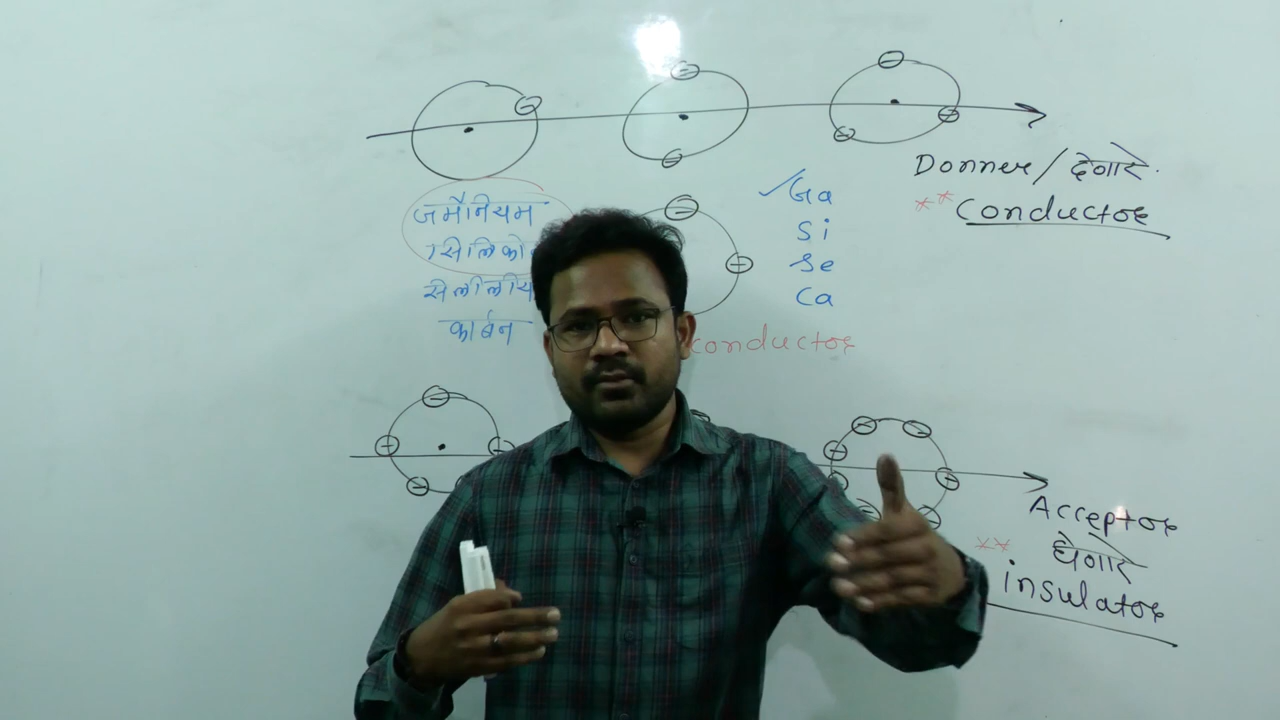 Donner / देणारे.
** Conductor
जर्मेनियम
सिलिको
सेलीनीय
कार्बन
Ga
Si
Se
Ca
conductor
Acceptor
** घेणारे
insulator